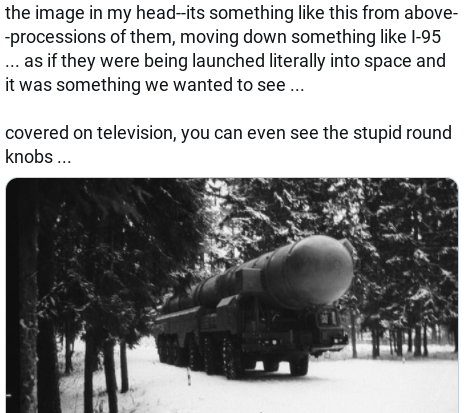 the image in my head--its something like this from above-
-processions of them, moving down something like I-95
... as if they were being launched literally into space and
it was something we wanted to see ...
covered on television, you can even see the stupid round
knobs ...